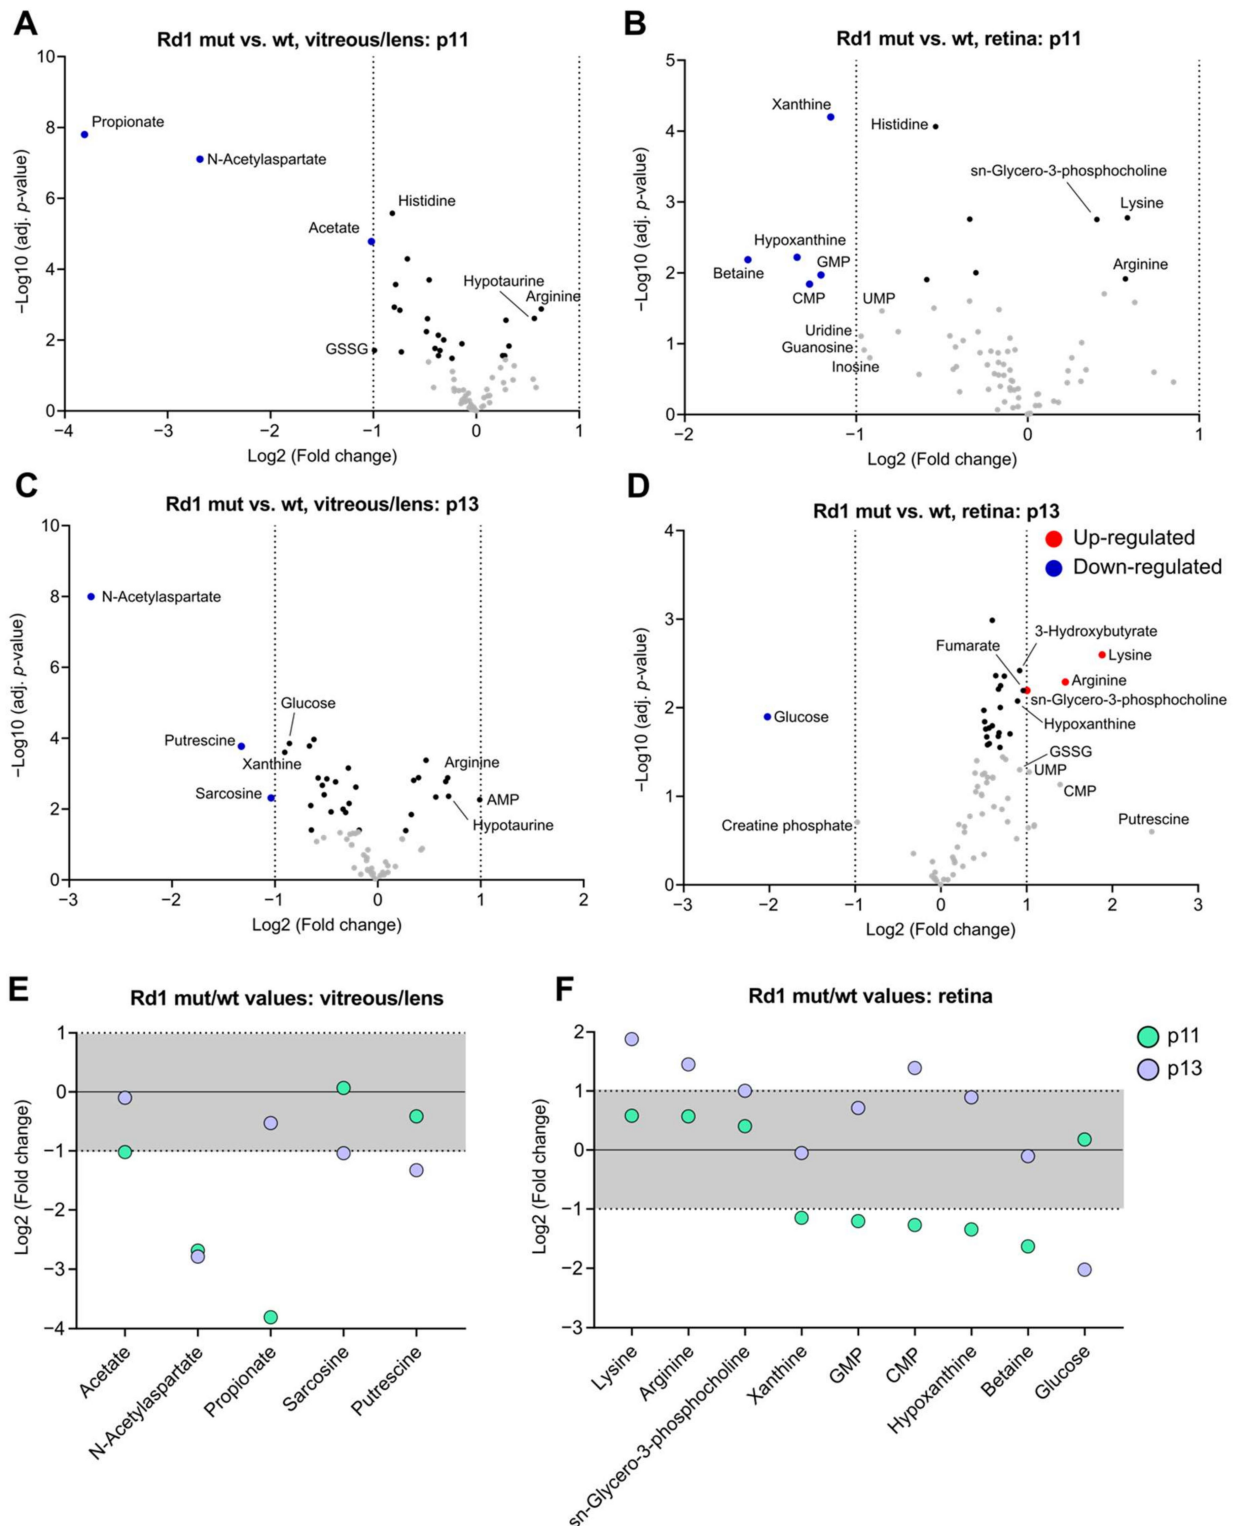 A
Rd1 mut vs. wt, vitreous/lens: p11
10
8
6
4
2
0
−Log10 (adj. p-value)
Propionate
N-Acetylaspartate
Histidine
Acetate
Hypotaurine
Arginine
GSSG
−4
−3
−2
−1
0
1
Log2 (Fold change)
B
Rd1 mut vs. wt, retina: p11
5
4
3
2
1
0
−Log10 (adj. p-value)
Xanthine
Histidine
sn-Glycero-3-phosphocholine
Lysine
Hypoxanthine
Betaine
GMP
CMP
Arginine
UMP
Uridine
Guanosine
Inosine
−2
−1
0
1
Log2 (Fold change)
C
Rd1 mut vs. wt, vitreous/lens: p13
10
8
6
4
2
0
−Log10 (adj. p-value)
N-Acetylaspartate
Glucose
Putrescine
Xanthine
Sarcosine
Arginine
AMP
Hypotaurine
−3
−2
−1
0
1
2
Log2 (Fold change)
D
Rd1 mut vs. wt, retina: p13
Up-regulated
Down-regulated
4
3
2
1
0
−Log10 (adj. p-value)
3-Hydroxybutyrate
Fumarate
Lysine
Arginine
sn-Glycero-3-phosphocholine
Glucose
Hypoxanthine
GSSG
UMP
CMP
Creatine phosphate
Putrescine
−3
−2
−1
0
1
2
3
Log2 (Fold change)
E
Rd1 mut/wt values: vitreous/lens
1
0
−1
−2
−3
−4
Log2 (Fold change)
Acetate
N-Acetylaspartate
Propionate
Sarcosine
Putrescine
F
Rd1 mut/wt values: retina
2
1
0
−1
−2
−3
Log2 (Fold change)
p11
p13
Lysine
Arginine
sn-Glycero-3-phosphocholine
Xanthine
GMP
CMP
Hypoxanthine
Betaine
Glucose